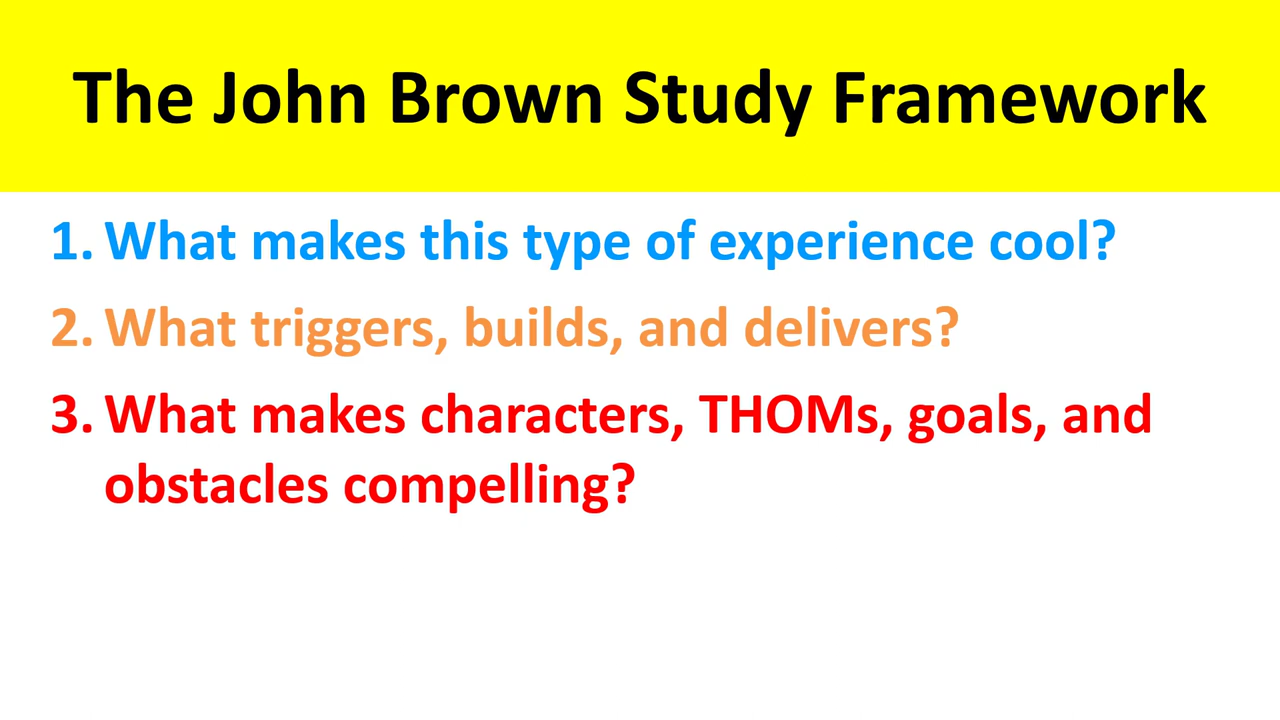 The John Brown Study Framework
1. What makes this type of experience cool?
2. What triggers, builds, and delivers?
3. What makes characters, THOMs, goals, and
obstacles compelling?